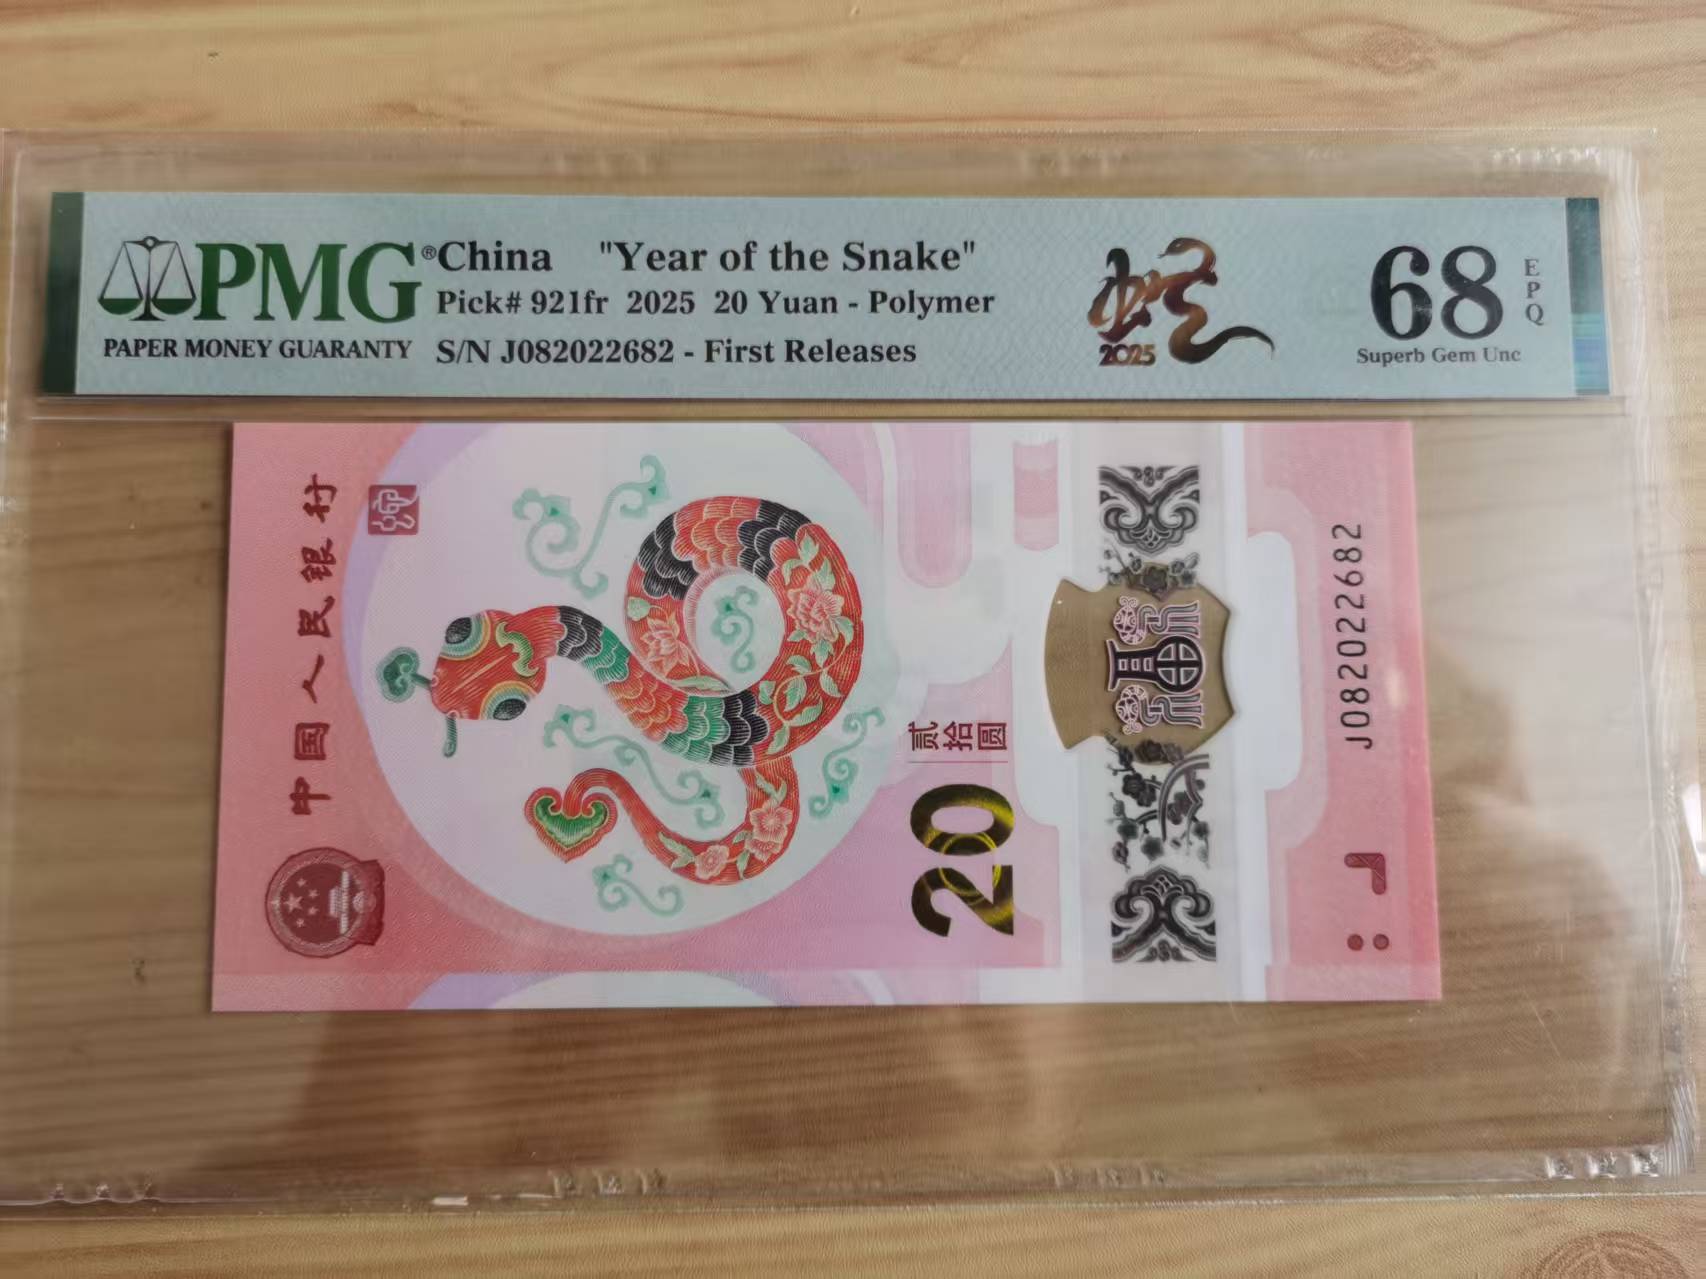 PMG® China "Year of the Snake"
Pick# 921fr 2025 20 Yuan - Polymer
PAPER MONEY GUARANTY
S/N J082022682 - First Releases
蛇
2025
68
EPQ
Superb Gem Unc
中国人民银行
贰拾圆
20
J082022682